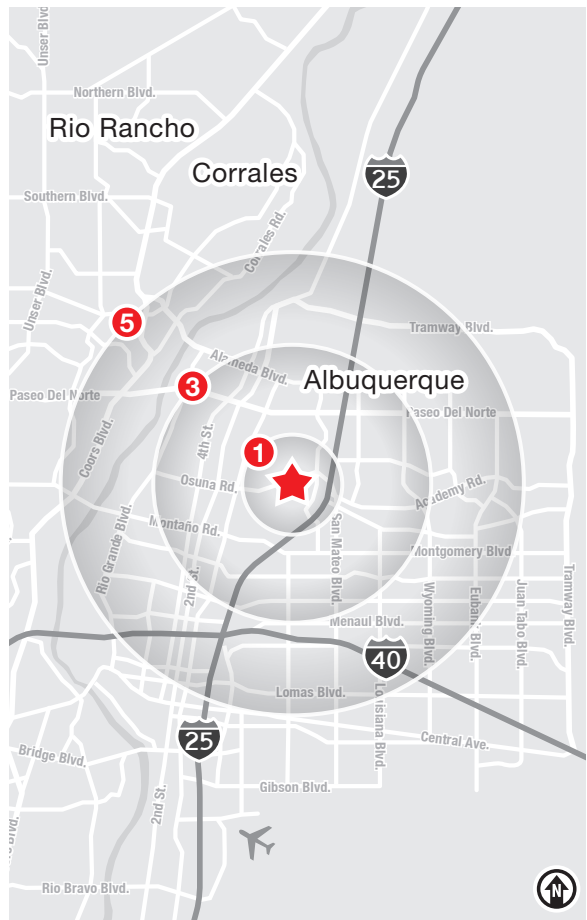 Unser Blvd.
Northern Blvd.
Rio Rancho
Corrales
25
Southern Blvd.
Corrales Rd.
Unser Blvd.
5
Tramway Blvd.
Alameda Blvd.
3
Albuquerque
Paseo Del Norte
Paseo Del Norte
4th St.
1
Coors Blvd.
Osuna Rd.
Academy Rd.
Montaño Rd.
San Mateo Blvd.
Montgomery Blvd
Rio Grande Blvd.
2nd St.
Wyoming Blvd.
Eubank Blvd.
Juan Tabo Blvd.
Tramway Blvd.
Menaul Blvd.
40
Lomas Blvd.
Louisiana Blvd.
25
Central Ave.
Bridge Blvd.
2nd St.
Gibson Blvd.
Blvd.
Rio Bravo Blvd.
N